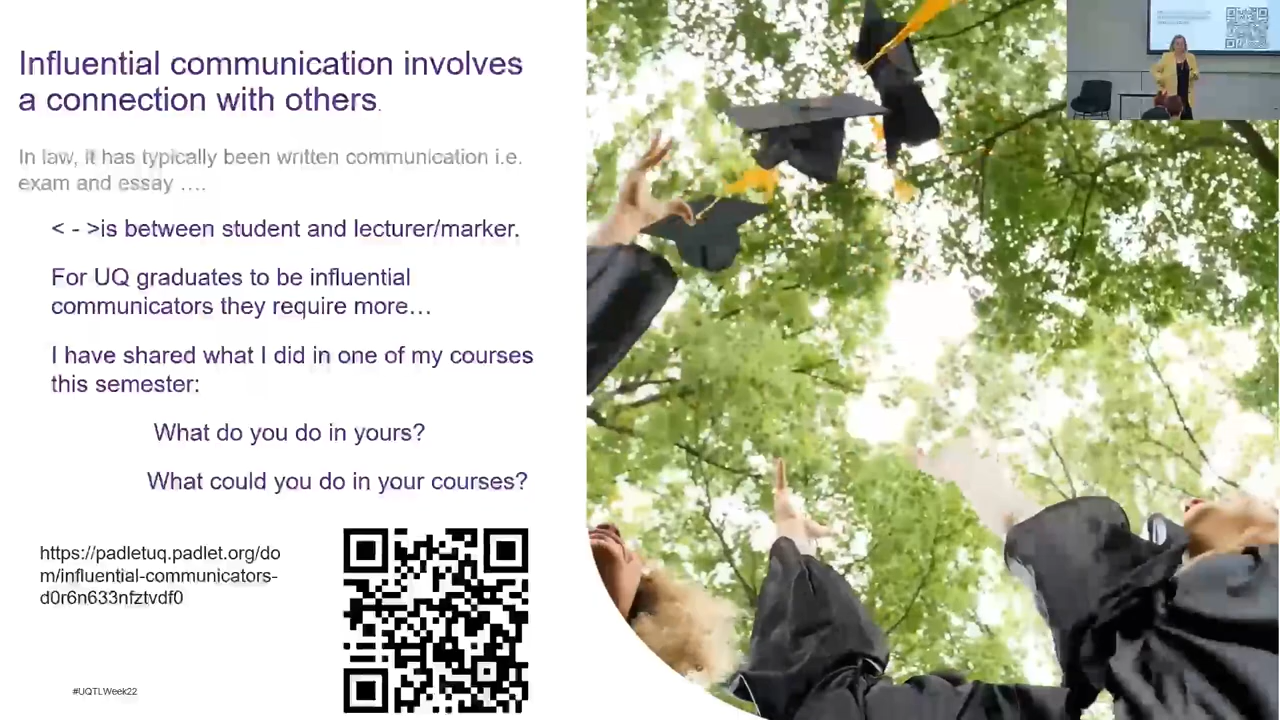 Influential communication involves
a connection with others.
In law, it has typically been written communication i.e.
exam and essay ....
< - >is between student and lecturer/marker.
For UQ graduates to be influential
communicators they require more...
I have shared what I did in one of my courses
this semester:
What do you do in yours?
What could you do in your courses?
https://padletuq.padlet.org/do
m/influential-communicators-
d0r6n633nfztvdf0
#UQTLWeek22